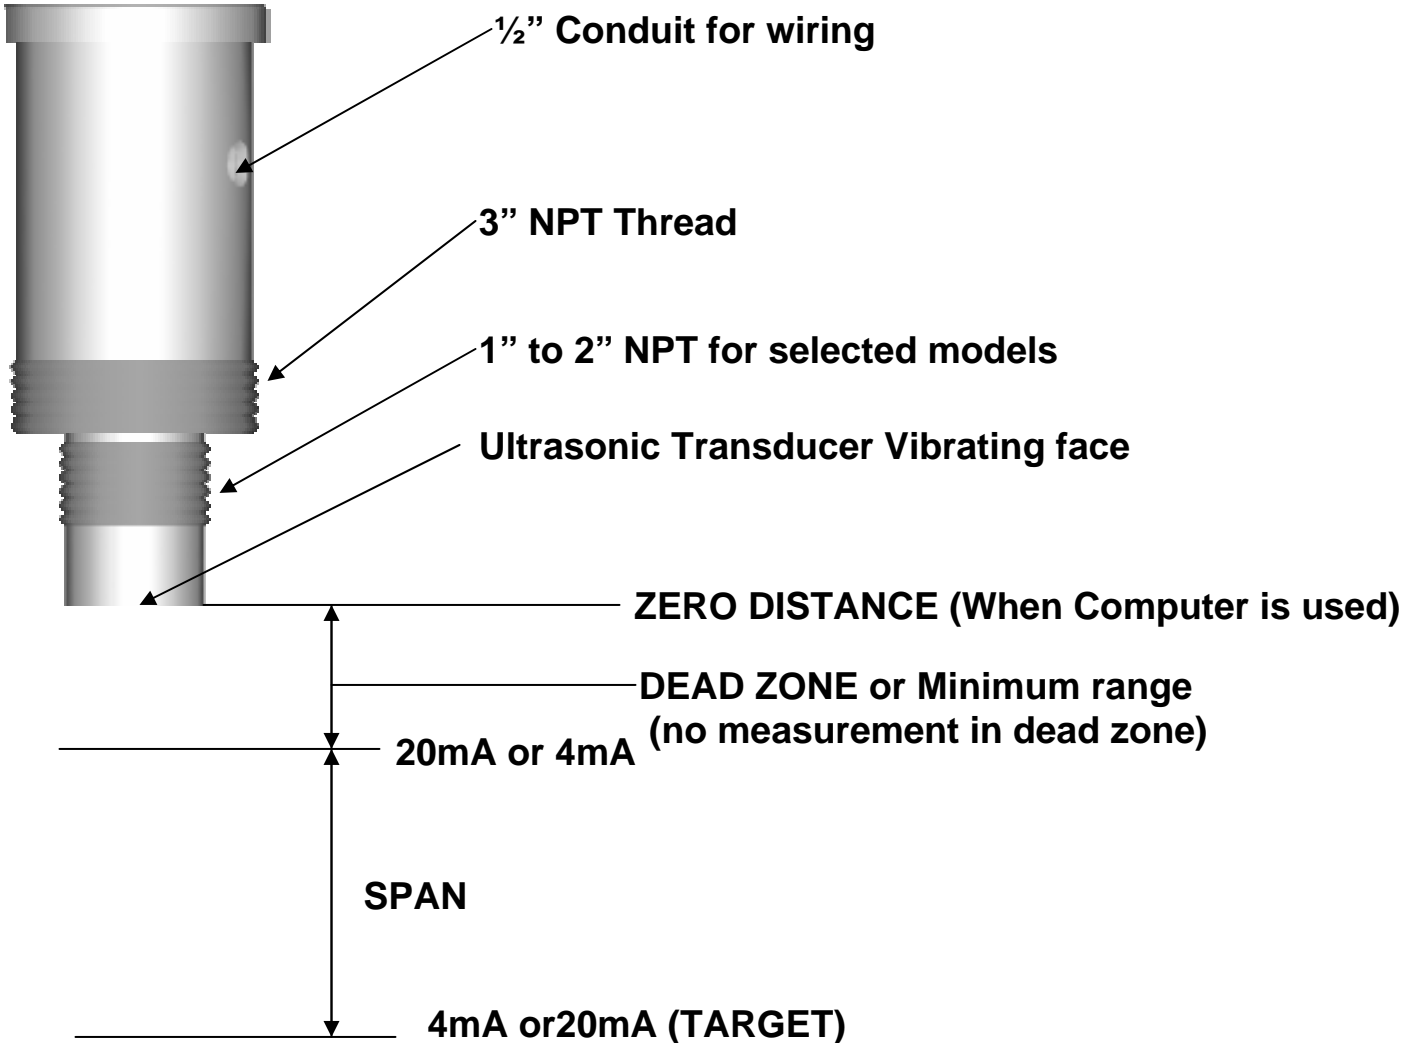 ½” Conduit for wiring
3” NPT Thread
1” to 2” NPT for selected models
Ultrasonic Transducer Vibrating face
ZERO DISTANCE (When Computer is used)
DEAD ZONE or Minimum range
(no measurement in dead zone)
20mA or 4mA
SPAN
4mA or20mA (TARGET)